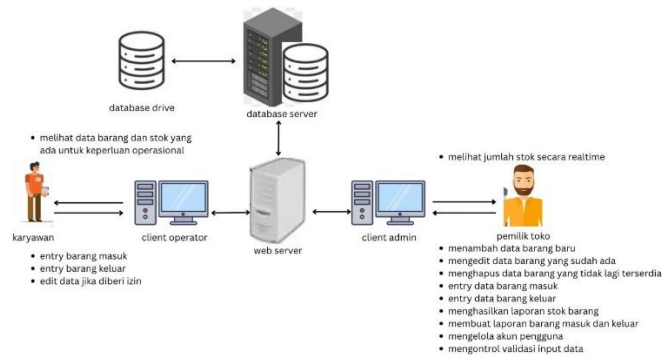 database drive
database server
• melihat data barang dan stok yang
ada untuk keperluan operasional
• melihat jumlah stok secara realtime
karyawan
client operator
web server
client admin
pemilik toko
• entry barang masuk
• entry barang keluar
• edit data jika diberi izin
• menambah data barang baru
• mengedit data barang yang sudah ada
• menghapus data barang yang tidak lagi terserdia
• entry data barang masuk
• entry data barang keluar
• menghasilkan laporan stok barang
• membuat laporan barang masuk dan keluar
• mengelola akun pengguna
• mengontrol validasi input data